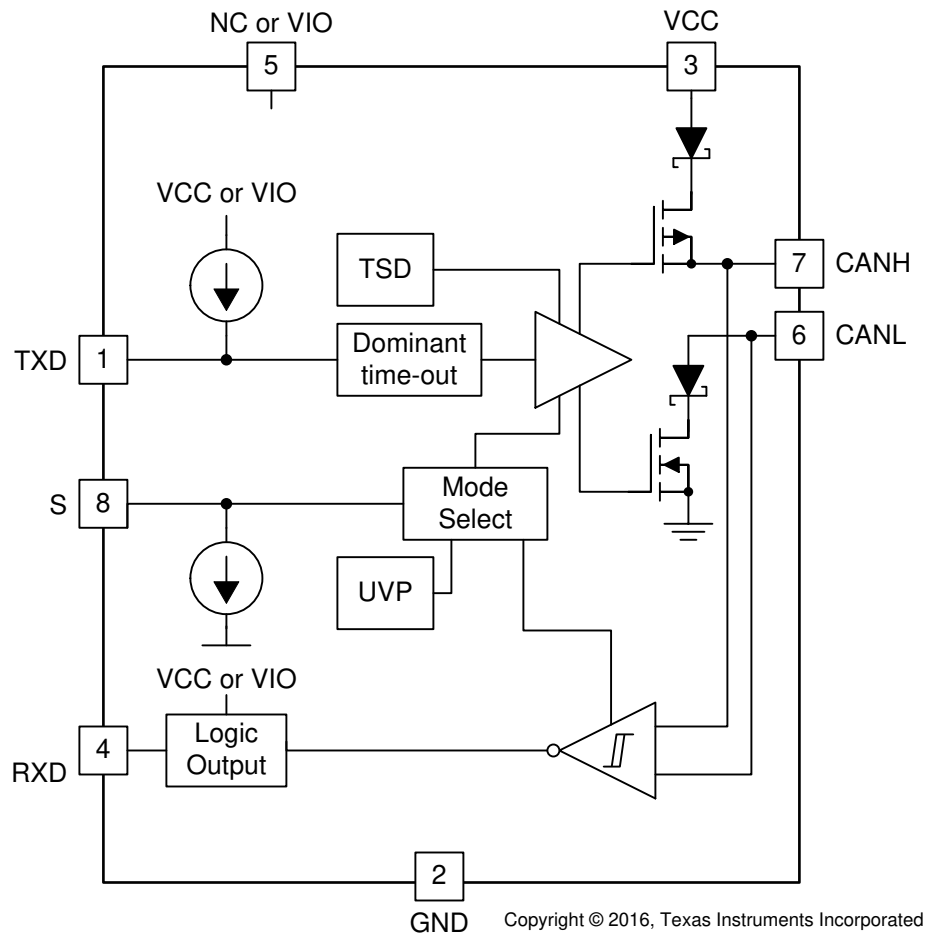 NC or VIO
VCC
5
3
VCC or VIO
TSD
7
CANH
TXD
1
Dominant
time-out
6
CANL
S
8
Mode
Select
UVP
VCC or VIO
RXD
4
Logic
Output
2
GND
Copyright © 2016, Texas Instruments Incorporated